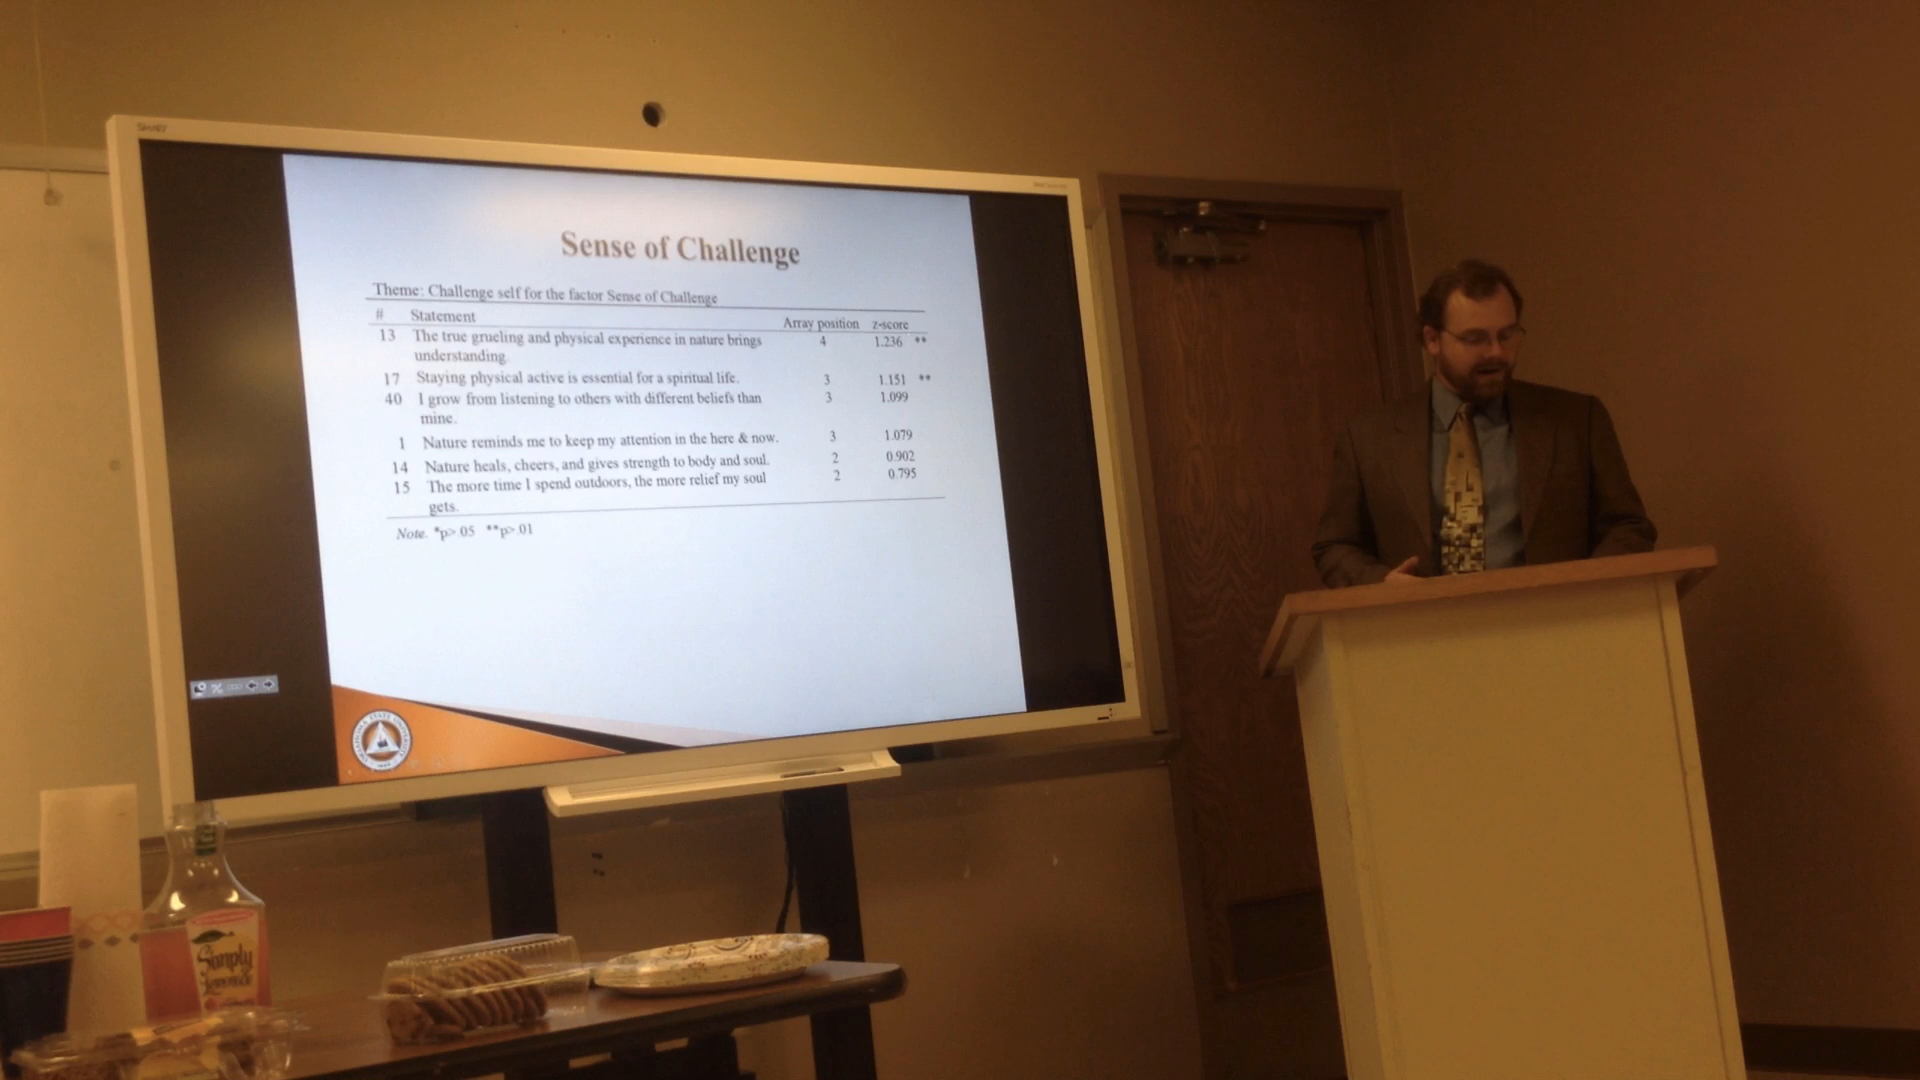 SMART
Sense of Challenge
Theme: Challenge self for the factor Sense of Challenge
# Statement Array position z-score
13 The true grueling and physical experience in nature brings 4 1.236 **
understanding.
17 Staying physical active is essential for a spiritual life. 3 1.151 **
40 I grow from listening to others with different beliefs than 3 1.099
mine.
1 Nature reminds me to keep my attention in the here & now. 3 1.079
14 Nature heals, cheers, and gives strength to body and soul. 2 0.902
15 The more time I spend outdoors, the more relief my soul 2 0.795
gets.
Note. *p>.05 **p>.01
OKLAHOMA STATE UNIVERSITY
Simply
Lemonade